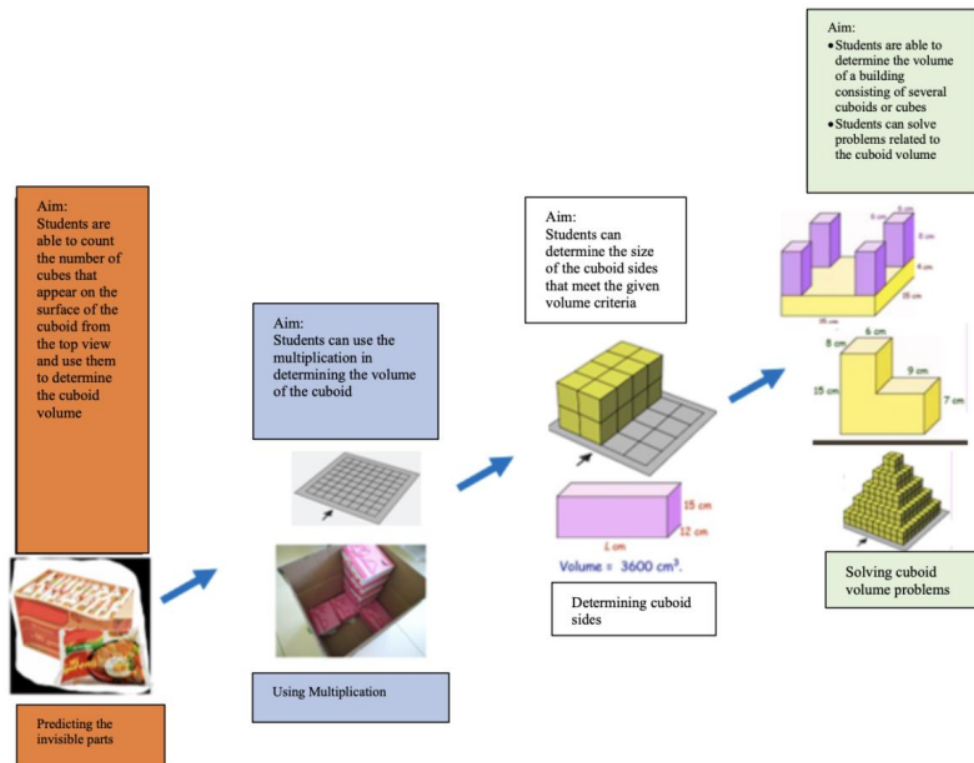 Aim:
Students are
able to count
the number of
cubes that
appear on the
surface of the
cuboid from
the top view
and use them
to determine
the cuboid
volume
Predicting the
invisible parts
Aim:
Students can use the
multiplication in
determining the volume
of the cuboid
Using Multiplication
Aim:
Students can
determine the size
of the cuboid sides
that meet the given
volume criteria
15 cm
12 cm
L cm
Volume = 3600 cm³.
Determining cuboid
sides
Aim:
•Students are able to
determine the volume
of a building
consisting of several
cuboids or cubes
•Students can solve
problems related to
the cuboid volume
15 cm
6 cm
8 cm
9 cm
15 cm
7 cm
Solving cuboid
volume problems